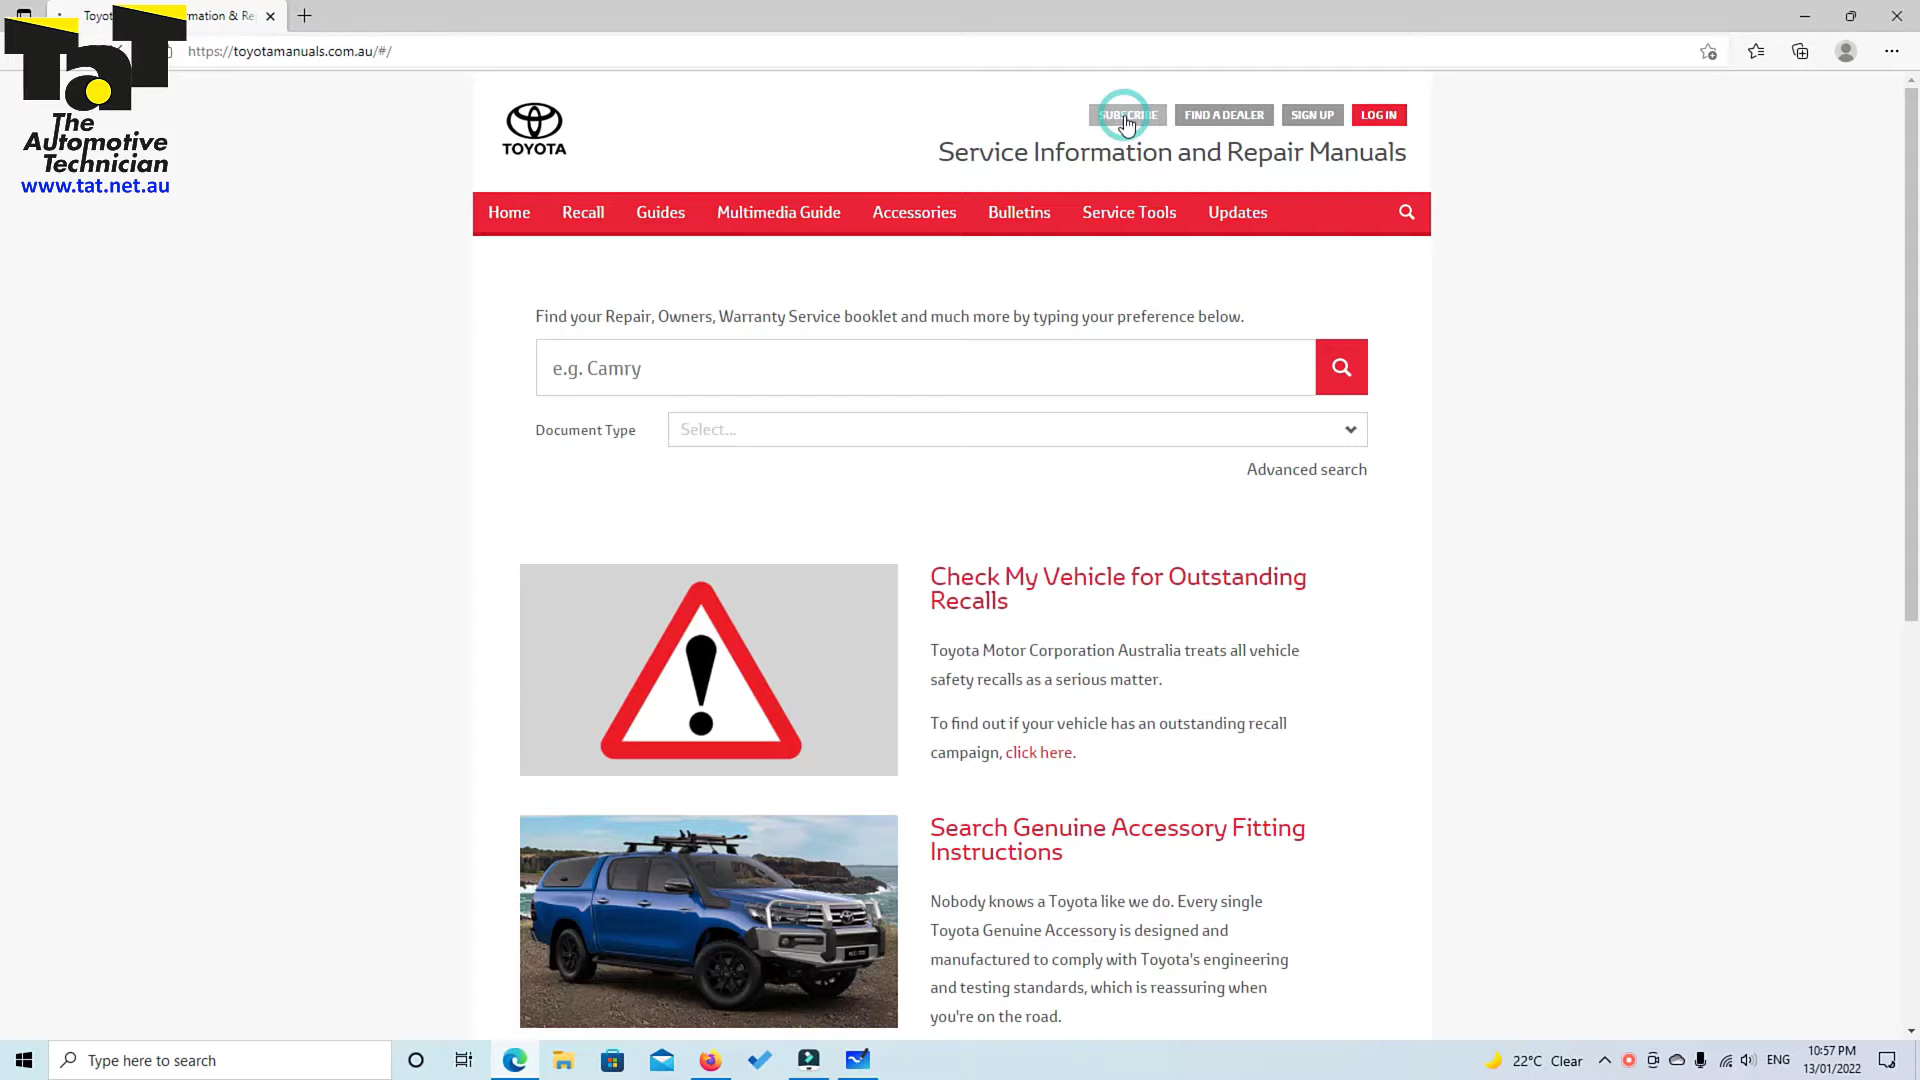 Toyot
mation & Re
https://toyotamanuals.com.au/#/
TaT
The
Automotive
Technician
www.tat.net.au
TOYOTA
SUBSCRIBE
FIND A DEALER
SIGN UP
LOG IN
Service Information and Repair Manuals
Home
Recall
Guides
Multimedia Guide
Accessories
Bulletins
Service Tools
Updates
Find your Repair, Owners, Warranty Service booklet and much more by typing your preference below.
e.g. Camry
Document Type
Select...
Advanced search
Check My Vehicle for Outstanding
Recalls
Toyota Motor Corporation Australia treats all vehicle
safety recalls as a serious matter.
To find out if your vehicle has an outstanding recall
campaign, click here.
Search Genuine Accessory Fitting
Instructions
Nobody knows a Toyota like we do. Every single
Toyota Genuine Accessory is designed and
manufactured to comply with Toyota's engineering
and testing standards, which is reassuring when
you're on the road.
Type here to search
22°C Clear
ENG
10:57 PM
13/01/2022